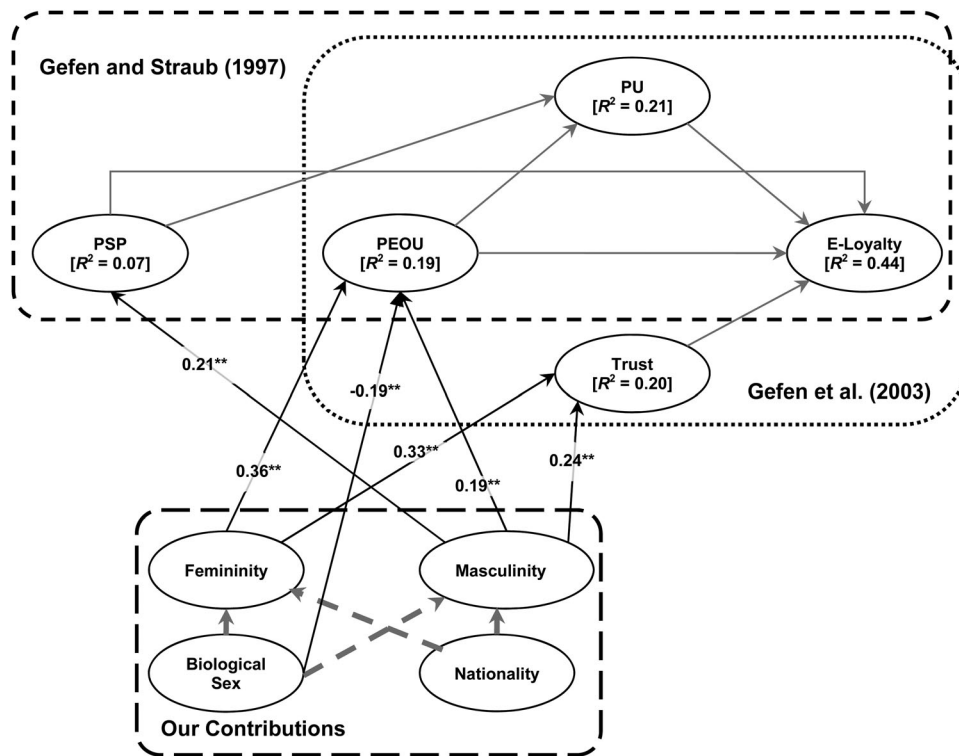 Gefen and Straub (1997)
PU
[R² = 0.21]
PSP
[R² = 0.07]
PEOU
[R² = 0.19]
E-Loyalty
[R² = 0.44]
Trust
[R² = 0.20]
Gefen et al. (2003)
0.21**
-0.19**
0.36**
0.33**
0.19**
0.24**
Femininity
Masculinity
Biological
Sex
Nationality
Our Contributions